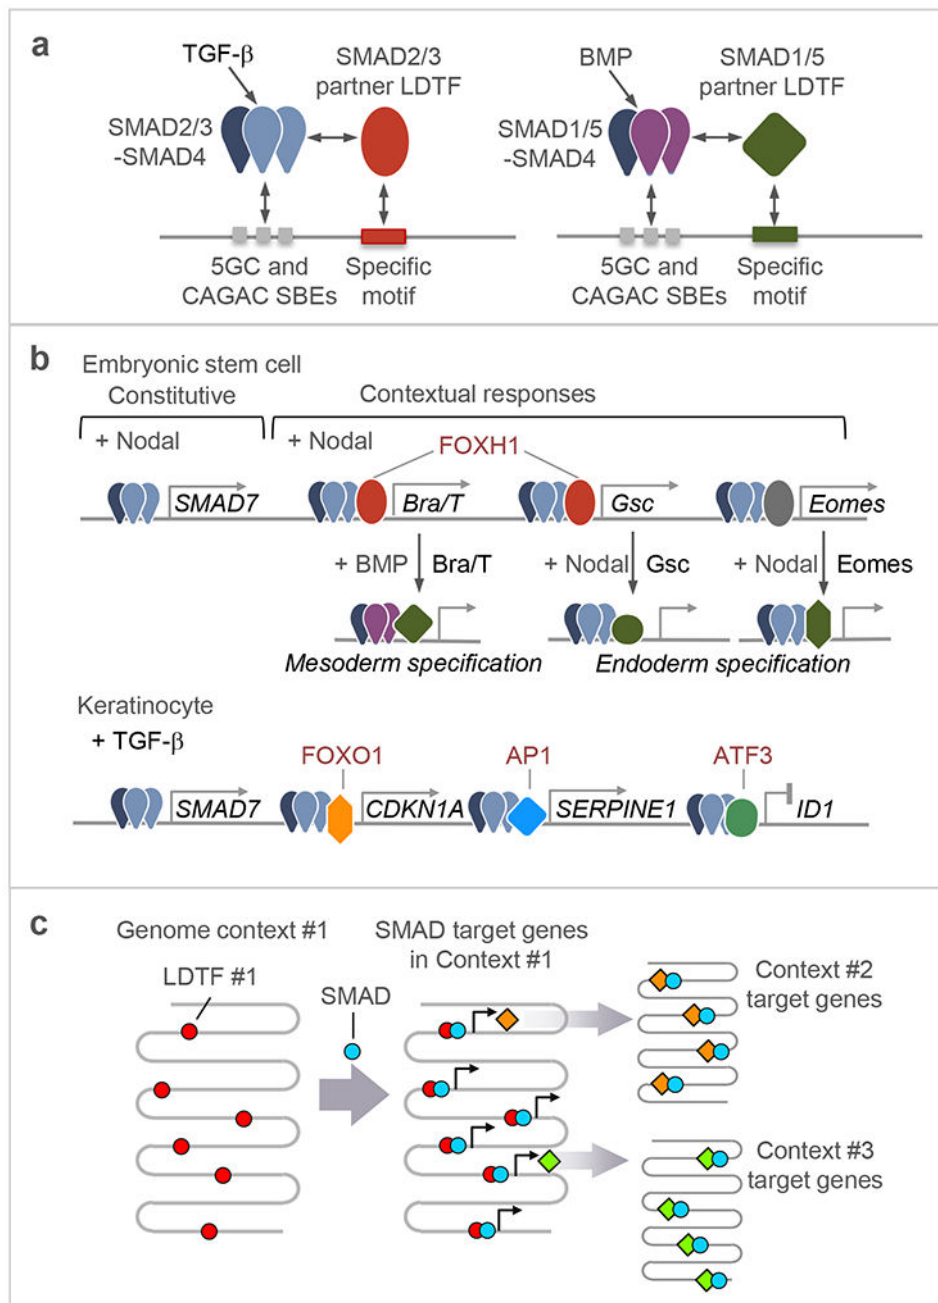 a
TGF-β
SMAD2/3
partner LDTF
SMAD2/3
-SMAD4
5GC and
CAGAC SBEs
Specific
motif
BMP
SMAD1/5
partner LDTF
SMAD1/5
-SMAD4
5GC and
CAGAC SBEs
Specific
motif
b
Embryonic stem cell
Constitutive
Contextual responses
+ Nodal
+ Nodal
FOXH1
SMAD7
Bra/T
Gsc
Eomes
+ BMP
Bra/T
+ Nodal
Gsc
+ Nodal
Eomes
Mesoderm specification
Endoderm specification
Keratinocyte
+ TGF-β
FOXO1
AP1
ATF3
SMAD7
CDKN1A
SERPINE1
ID1
c
Genome context #1
LDTF #1
SMAD
SMAD target genes
in Context #1
Context #2
target genes
Context #3
target genes